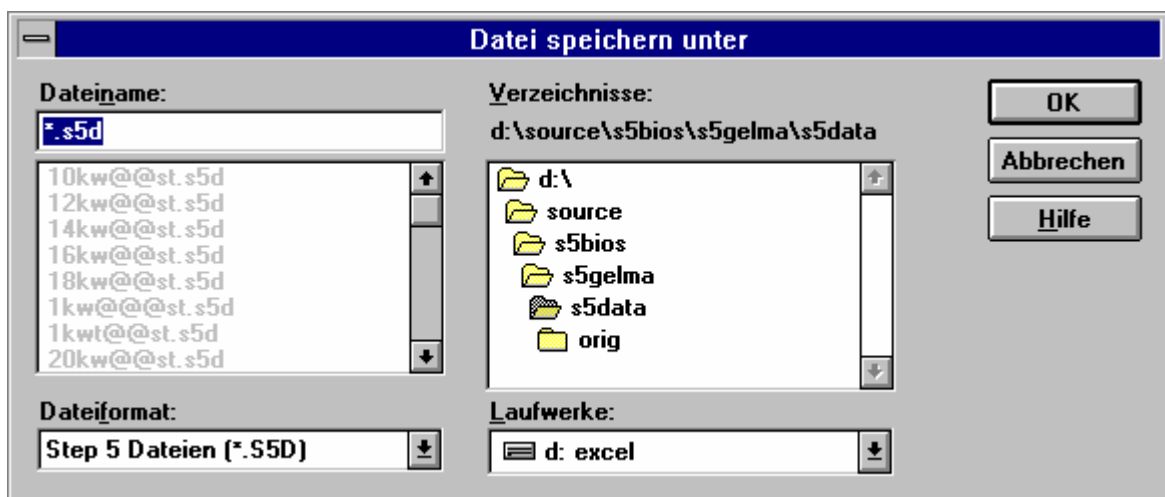 Datei speichern unter
Dateiname:
*.s5d
10kw@@st.s5d
12kw@@st.s5d
14kw@@st.s5d
16kw@@st.s5d
18kw@@st.s5d
1kw@@@st.s5d
1kwt@@st.s5d
20kw@@st.s5d
Dateiformat:
Step 5 Dateien (*.S5D)
Verzeichnisse:
d:\source\s5bios\s5gelma\s5data
d:\
source
s5bios
s5gelma
s5data
orig
Laufwerke:
d: excel
OK
Abbrechen
Hilfe